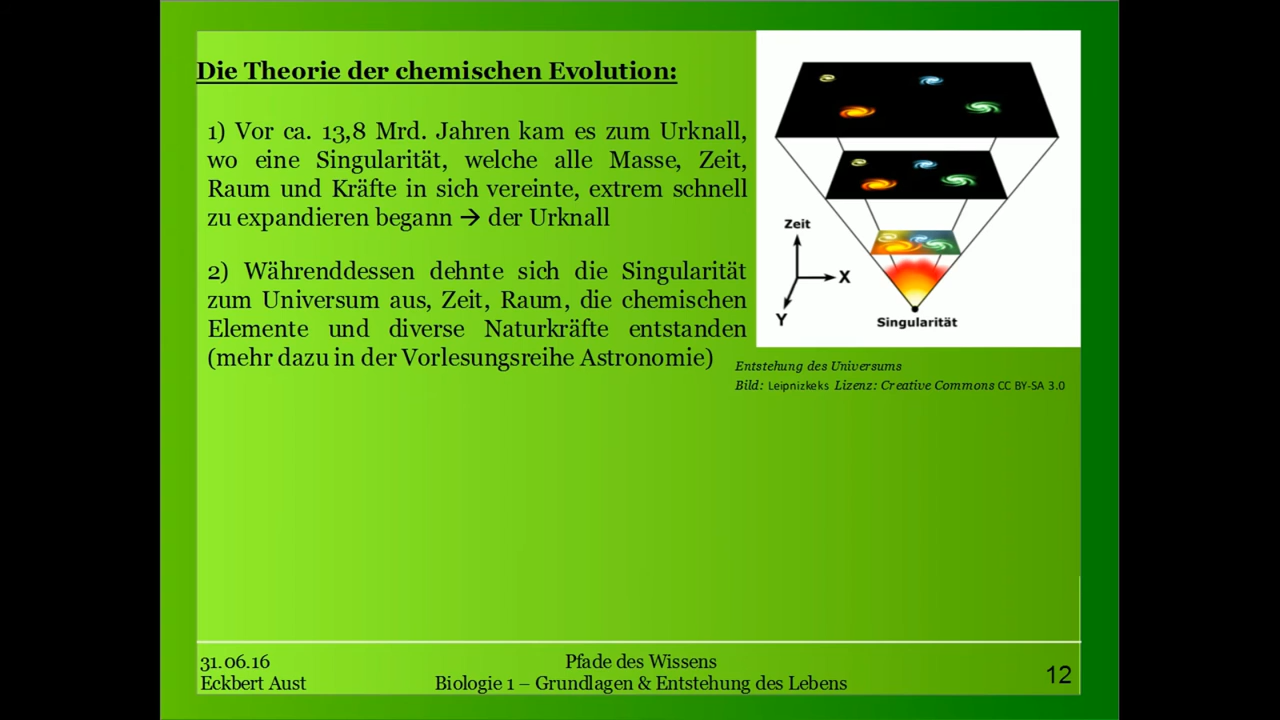 Die Theorie der chemischen Evolution:
1) Vor ca. 13,8 Mrd. Jahren kam es zum Urknall,
wo eine Singularität, welche alle Masse, Zeit,
Raum und Kräfte in sich vereinte, extrem schnell
zu expandieren begann → der Urknall
2) Währenddessen dehnte sich die Singularität
zum Universum aus, Zeit, Raum, die chemischen
Elemente und diverse Naturkräfte entstanden
(mehr dazu in der Vorlesungsreihe Astronomie)
Zeit
X
Y
Singularität
Entstehung des Universums
Bild: Leipnizkeks Lizenz: Creative Commons CC BY-SA 3.0
31.06.16
Eckbert Aust
Pfade des Wissens
Biologie 1 – Grundlagen & Entstehung des Lebens
12